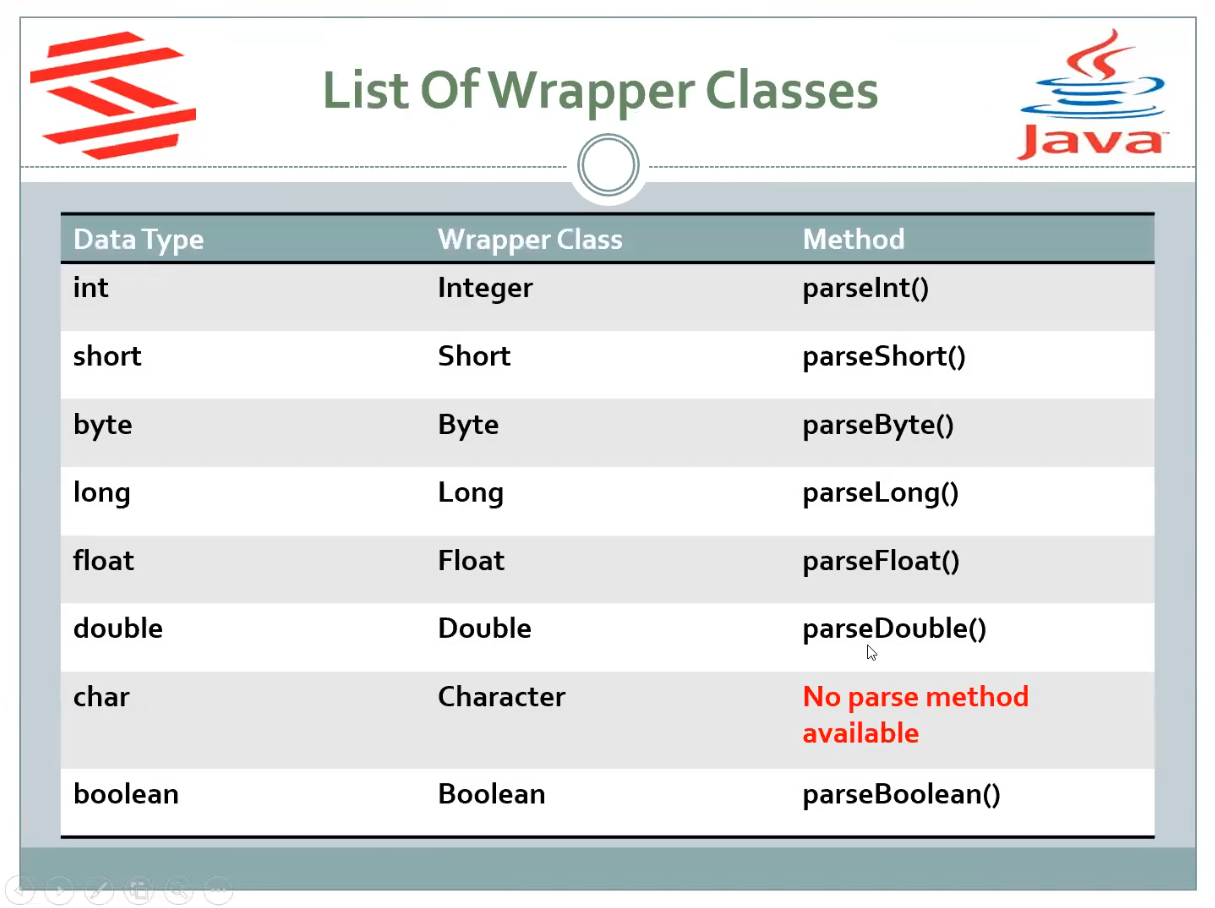 List Of Wrapper Classes
Java™
Data Type Wrapper Class Method
int Integer parseInt()
short Short parseShort()
byte Byte parseByte()
long Long parseLong()
float Float parseFloat()
double Double parseDouble()
char Character No parse method
available
boolean Boolean parseBoolean()